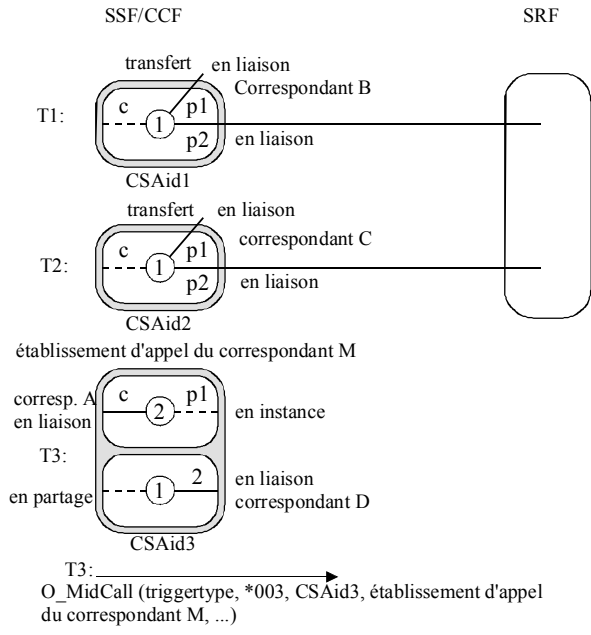 SSF/CCF
SRF
transfert
en liaison
Correspondant B
T1:
c
1
p1
p2
en liaison
CSAid1
transfert
en liaison
correspondant C
T2:
c
1
p1
p2
en liaison
CSAid2
établissement d'appel du correspondant M
corresp. A
en liaison
c
2
p1
en instance
T3:
en partage
1
2
en liaison
correspondant D
CSAid3
T3:
O_MidCall (triggertype, *003, CSAid3, établissement d'appel
du correspondant M, ...)